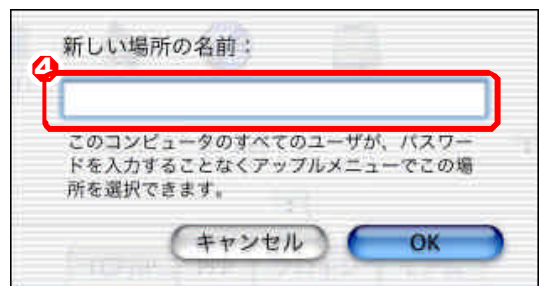 新しい場所の名前：
4
このコンピュータのすべてのユーザが、パスワー
ドを入力することなくアップルメニューでこの場
所を選択できます。
キャンセル OK